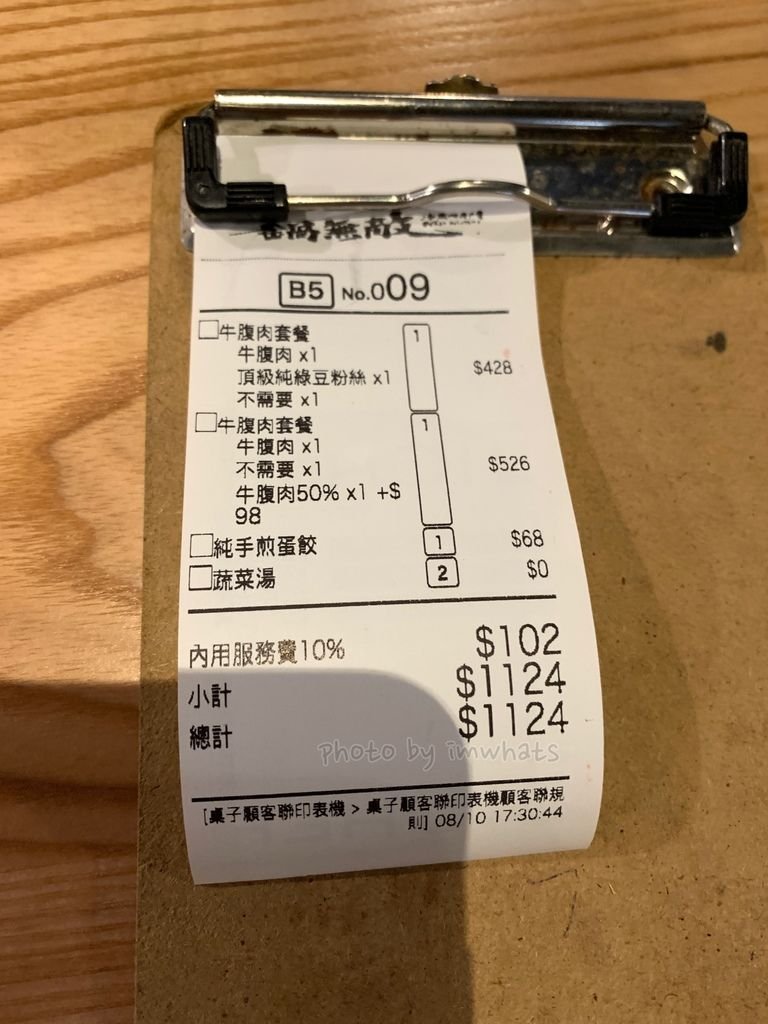 B5 No.009
牛腹肉套餐 1 $428
牛腹肉 x1
頂級純綠豆粉絲 x1
不需要 x1
牛腹肉套餐 1 $526
牛腹肉 x1
不需要 x1
牛腹肉50% x1 +$
98
純手煎蛋餃 1 $68
蔬菜湯 2 $0
內用服務費10% $102
小計 $1124
總計 $1124
Photo by imwhats
[桌子顧客聯印表機 > 桌子顧客聯印表機顧客聯規
則] 08/10 17:30:44